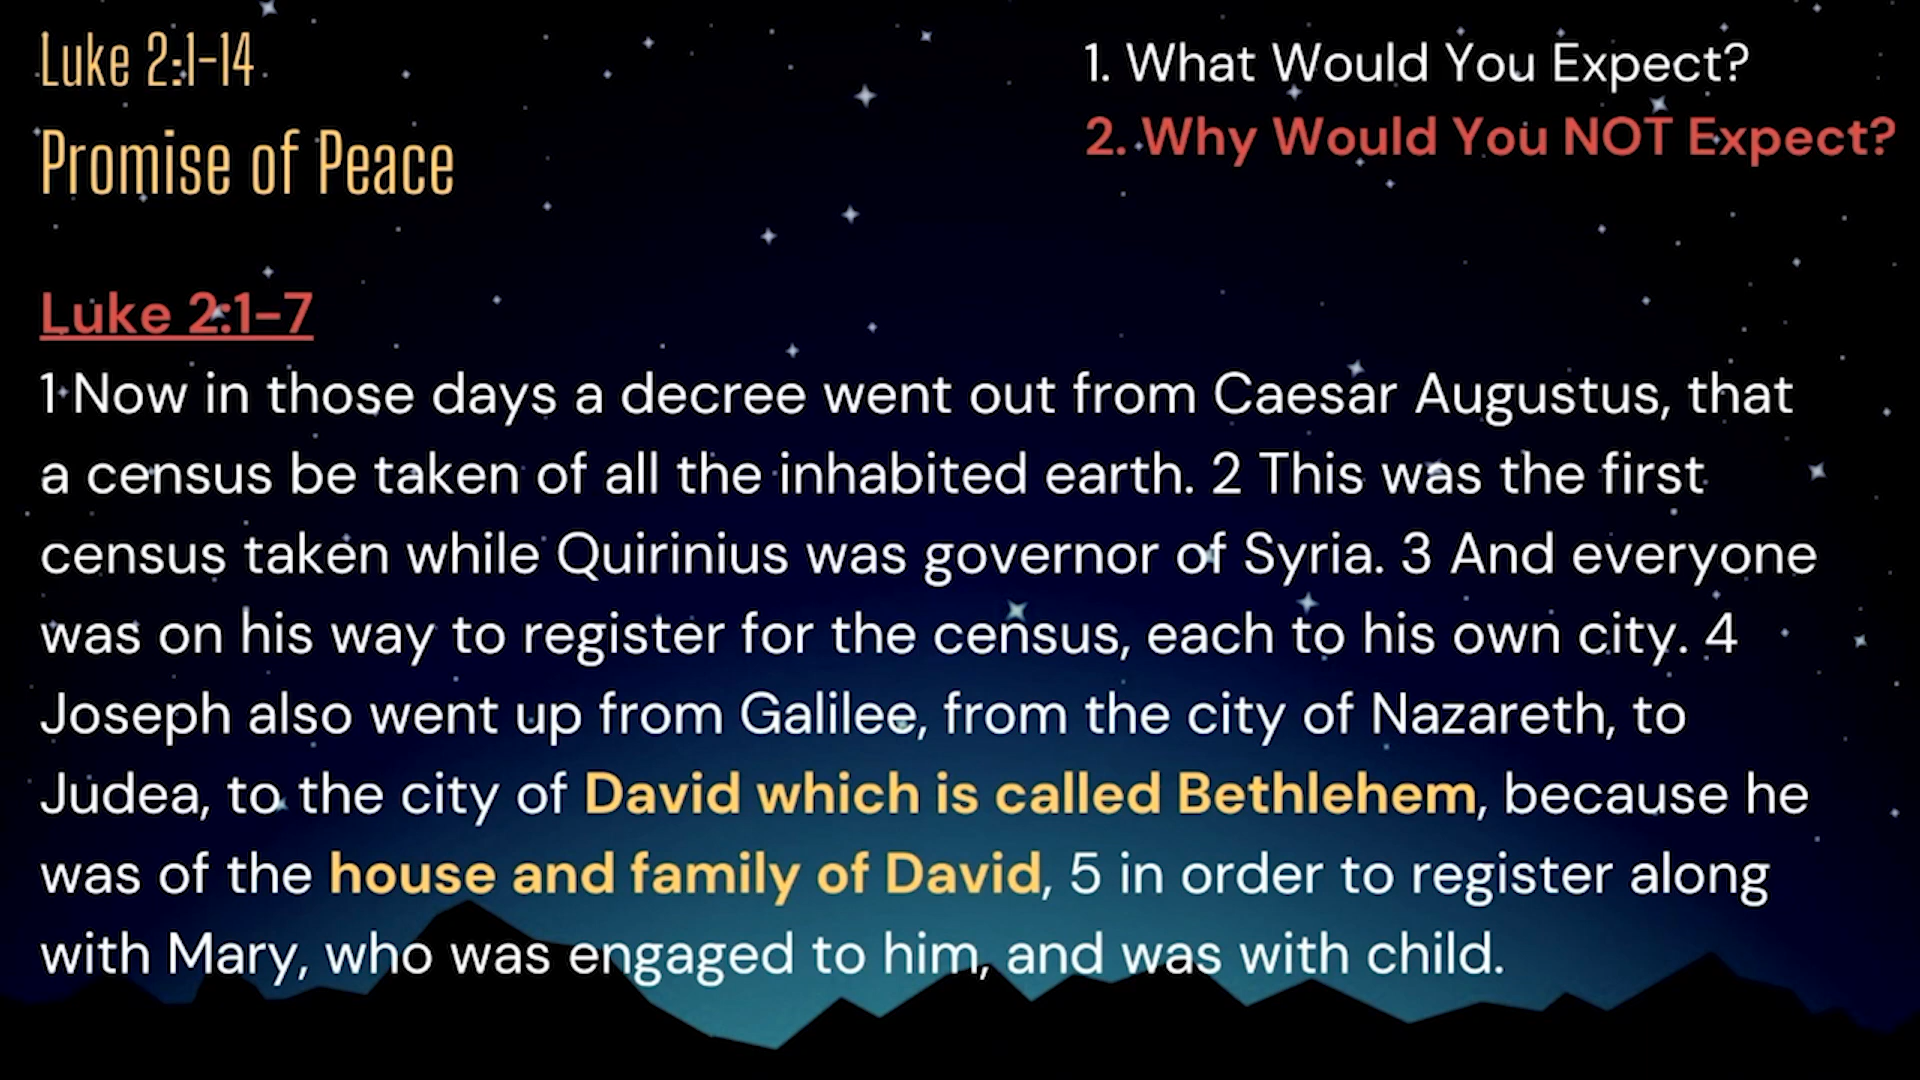 Luke 2:1-14
Promise of Peace
1. What Would You Expect?
2. Why Would You NOT Expect?
Luke 2:1-7
1 Now in those days a decree went out from Caesar Augustus, that
a census be taken of all the inhabited earth. 2 This was the first
census taken while Quirinius was governor of Syria. 3 And everyone
was on his way to register for the census, each to his own city. 4
Joseph also went up from Galilee, from the city of Nazareth, to
Judea, to the city of David which is called Bethlehem, because he
was of the house and family of David, 5 in order to register along
with Mary, who was engaged to him, and was with child.